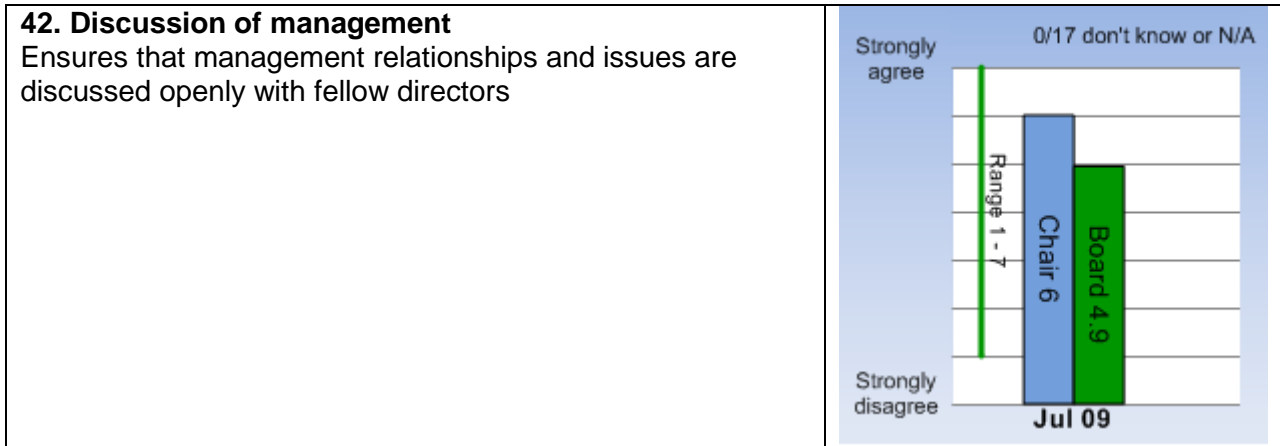 42. Discussion of management
Ensures that management relationships and issues are
discussed openly with fellow directors
0/17 don't know or N/A
Strongly
agree
Range 1 - 7
Chair 6
Board 4.9
Strongly
disagree
Jul 09